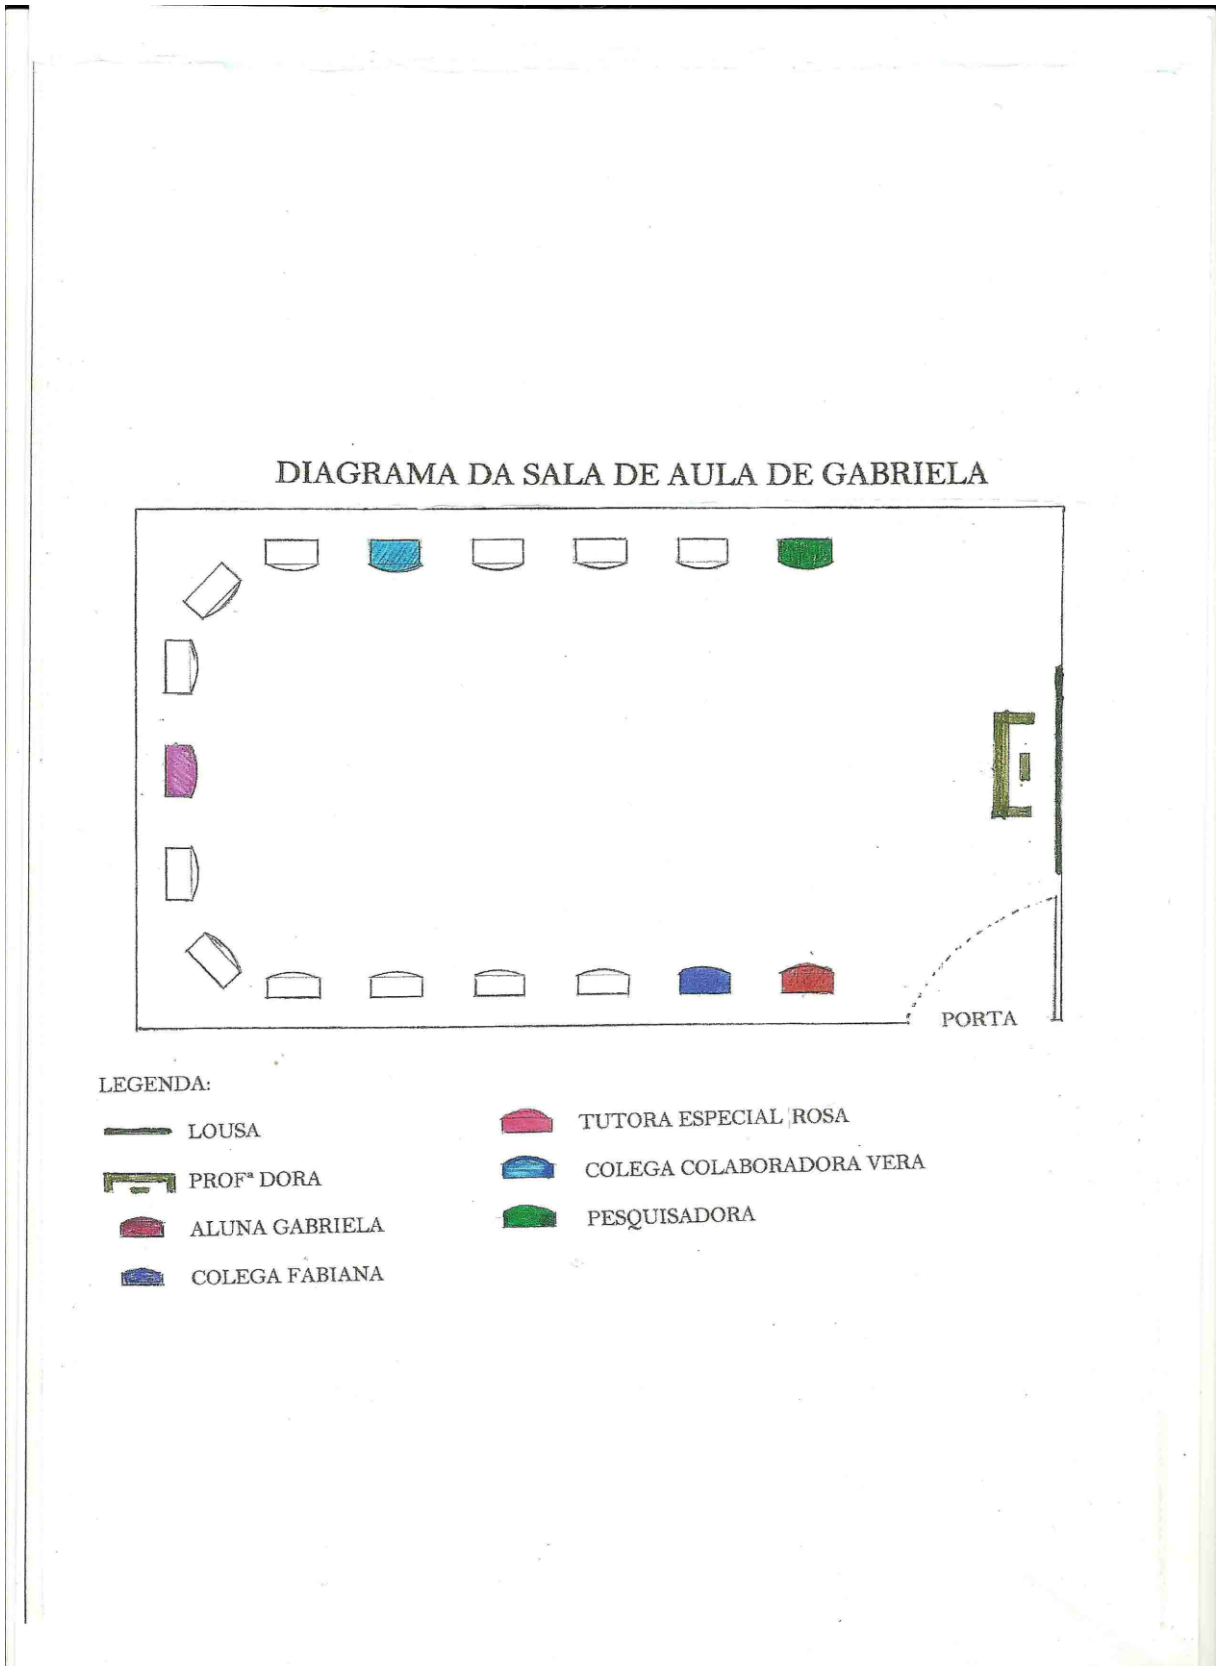 DIAGRAMA DA SALA DE AULA DE GABRIELA
PORTA
LEGENDA:
LOUSA
PROFª DORA
ALUNA GABRIELA
COLEGA FABIANA
TUTORA ESPECIAL ROSA
COLEGA COLABORADORA VERA
PESQUISADORA